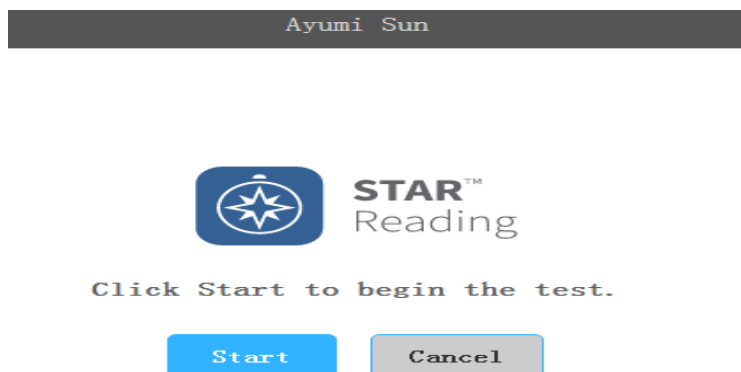 Ayumi Sun
STAR™
Reading
Click Start to begin the test.
Start Cancel